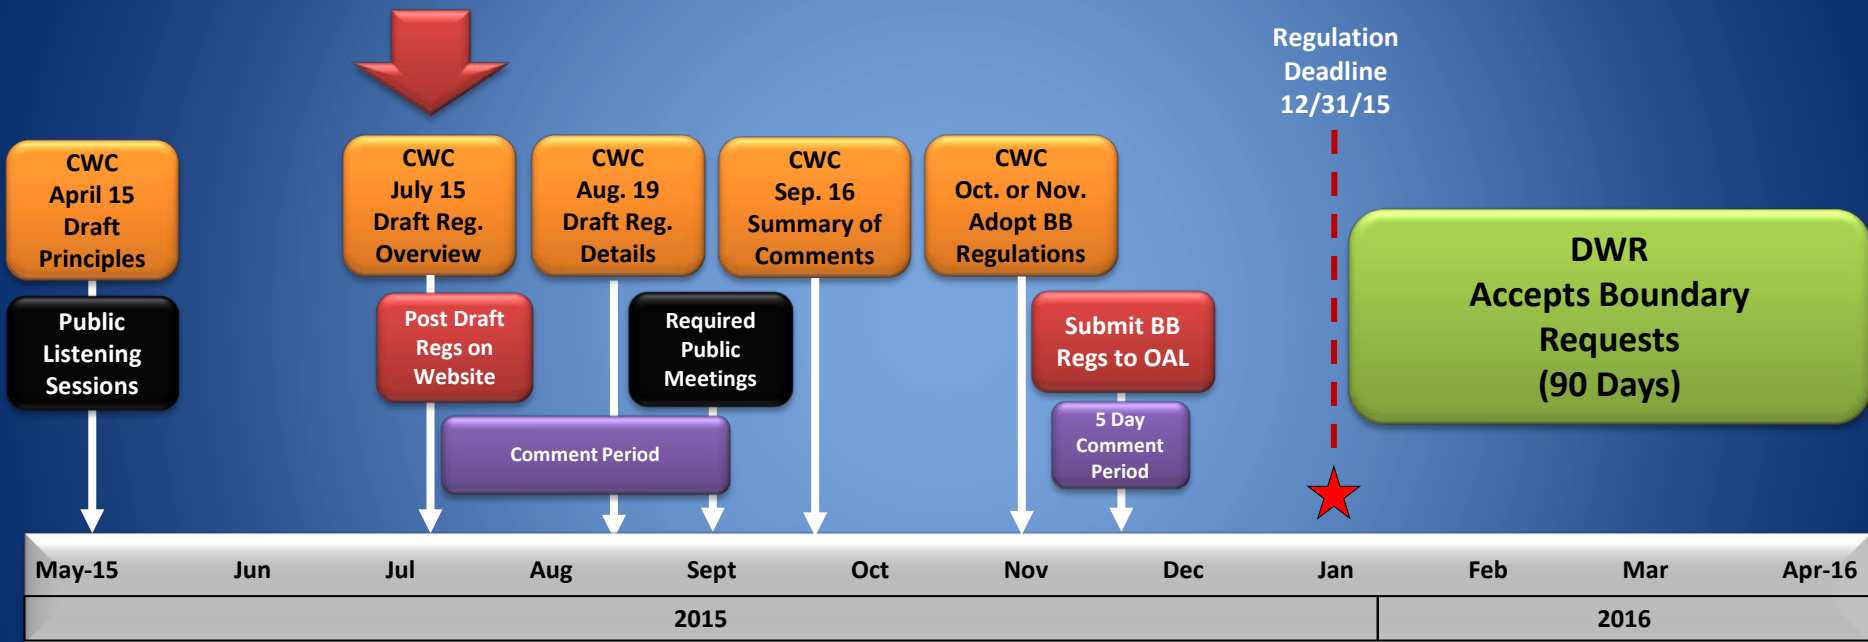 Regulation
Deadline
12/31/15
CWC
April 15
Draft
Principles
Public
Listening
Sessions
CWC
July 15
Draft Reg.
Overview
Post Draft
Regs on
Website
CWC
Aug. 19
Draft Reg.
Details
Comment Period
Required
Public
Meetings
CWC
Sep. 16
Summary of
Comments
CWC
Oct. or Nov.
Adopt BB
Regulations
Submit BB
Regs to OAL
5 Day
Comment
Period
DWR
Accepts Boundary
Requests
(90 Days)
May-15 Jun Jul Aug Sept Oct Nov Dec Jan Feb Mar Apr-16
2015 2016